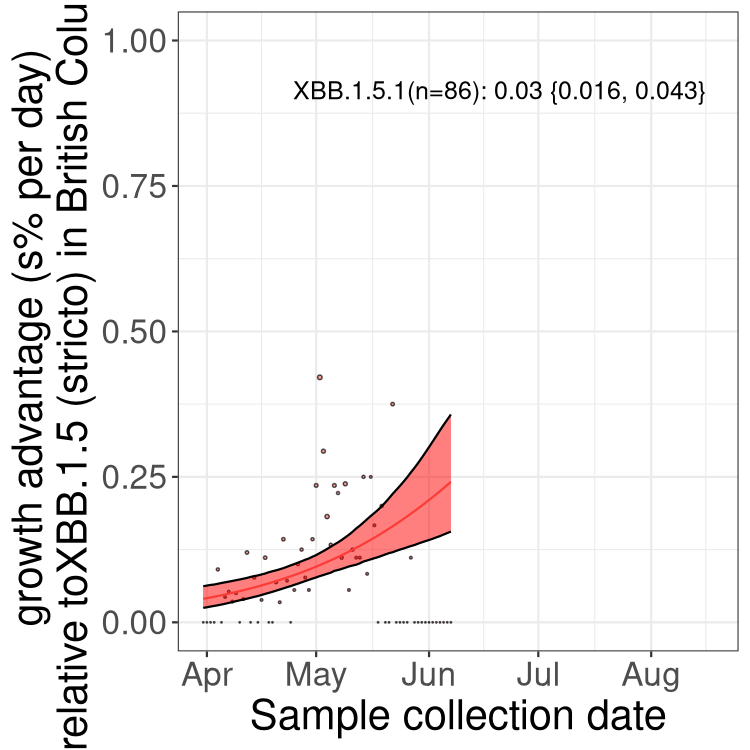 growth advantage (s% per day)
relative toXBB.1.5 (stricto) in British Colu
1.00
0.75
0.50
0.25
0.00
XBB.1.5.1(n=86): 0.03 {0.016, 0.043}
Apr May Jun Jul Aug
Sample collection date